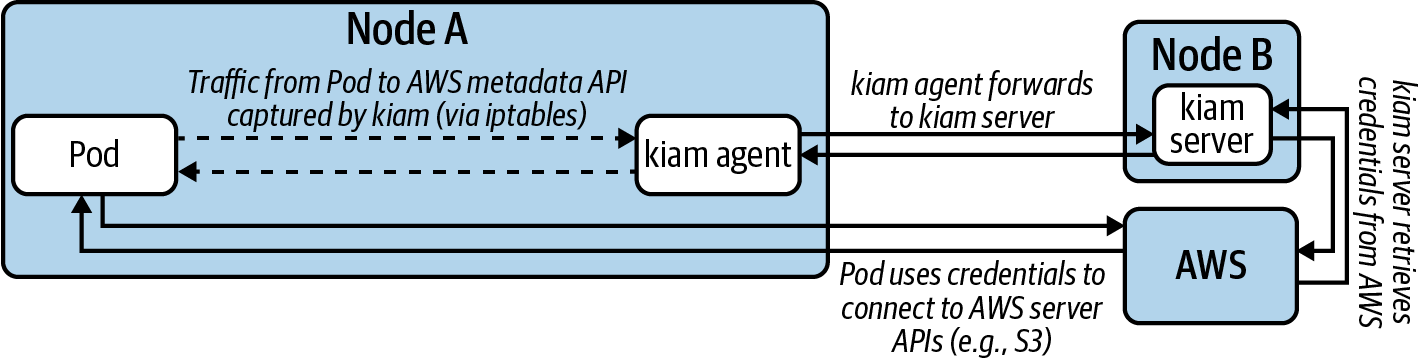 Node A
Traffic from Pod to AWS metadata API
captured by kiam (via iptables)
Pod
kiam agent
kiam agent forwards
to kiam server
Node B
kiam
server
kiam server retrieves
credentials from AWS
AWS
Pod uses credentials to
connect to AWS server
APIs (e.g., S3)